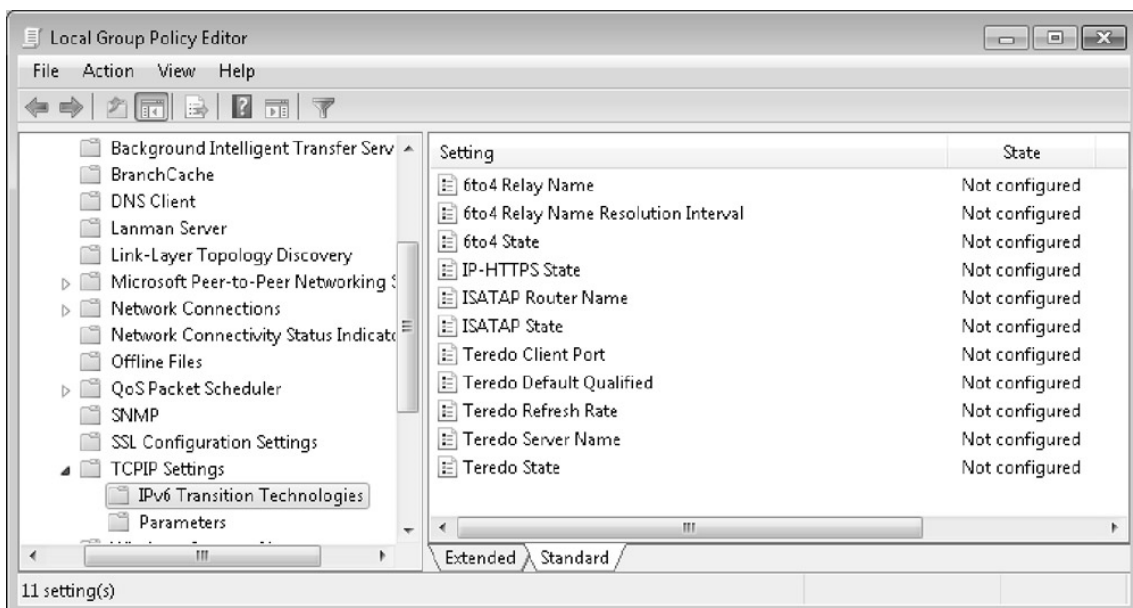 Local Group Policy Editor
File Action View Help
Background Intelligent Transfer Serv
BranchCache
DNS Client
Lanman Server
Link-Layer Topology Discovery
Microsoft Peer-to-Peer Networking
Network Connections
Network Connectivity Status Indicat
Offline Files
QoS Packet Scheduler
SNMP
SSL Configuration Settings
TCPIP Settings
IPv6 Transition Technologies
Parameters
Setting State
6to4 Relay Name Not configured
6to4 Relay Name Resolution Interval Not configured
6to4 State Not configured
IP-HTTPS State Not configured
ISATAP Router Name Not configured
ISATAP State Not configured
Teredo Client Port Not configured
Teredo Default Qualified Not configured
Teredo Refresh Rate Not configured
Teredo Server Name Not configured
Teredo State Not configured
Extended Standard
11 setting(s)